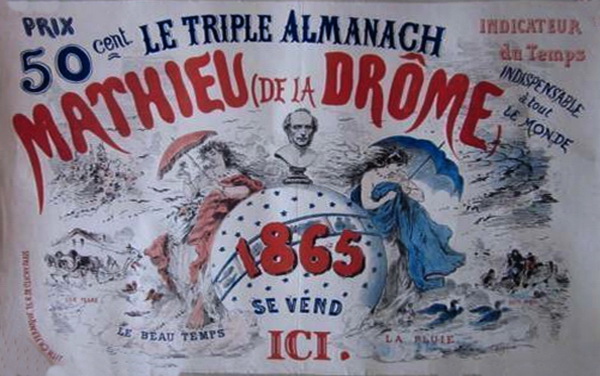 PRIX
50 cent
LE TRIPLE ALMANACH
MATHIEU (DE LA DRÔME)
INDICATEUR
du Temps
INDISPENSABLE
à tout
LE MONDE
1865
SE VEND
ICI.
LE BEAU TEMPS
LA PLUIE